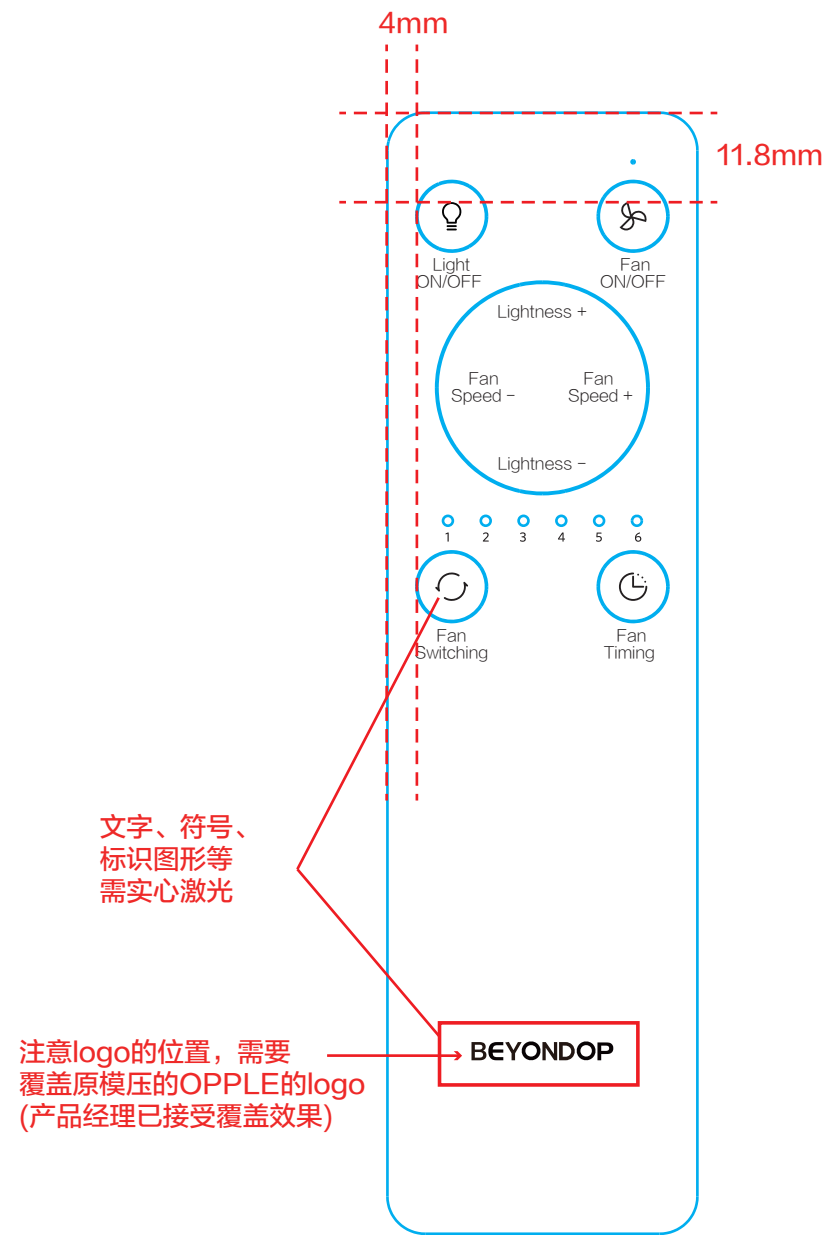 4mm
11.8mm
Light
ON/OFF
Fan
ON/OFF
Lightness +
Fan
Speed –
Fan
Speed +
Lightness –
1 2 3 4 5 6
Fan
Switching
Fan
Timing
文字、符号、
标识图形等
需实心激光
BEYONDOP
注意logo的位置，需要
覆盖原模压的OPPLE的logo
(产品经理已接受覆盖效果)